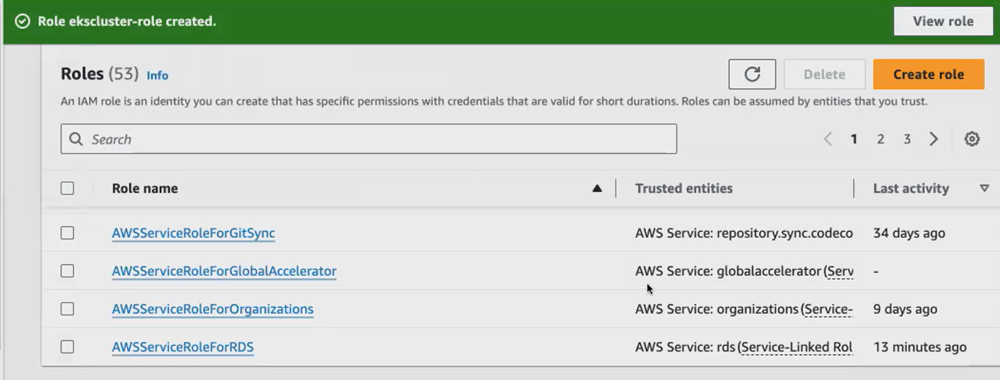 Role ekscluster-role created.
View role
Roles (53) Info
Delete
Create role
An IAM role is an identity you can create that has specific permissions with credentials that are valid for short durations. Roles can be assumed by entities that you trust.
Search
1 2 3
Role name
Trusted entities
Last activity
AWSServiceRoleForGitSync AWS Service: repository.sync.codeco 34 days ago
AWSServiceRoleForGlobalAccelerator AWS Service: globalaccelerator (Serv -
AWSServiceRoleForOrganizations AWS Service: organizations (Service- 9 days ago
AWSServiceRoleForRDS AWS Service: rds (Service-Linked Rol 13 minutes ago